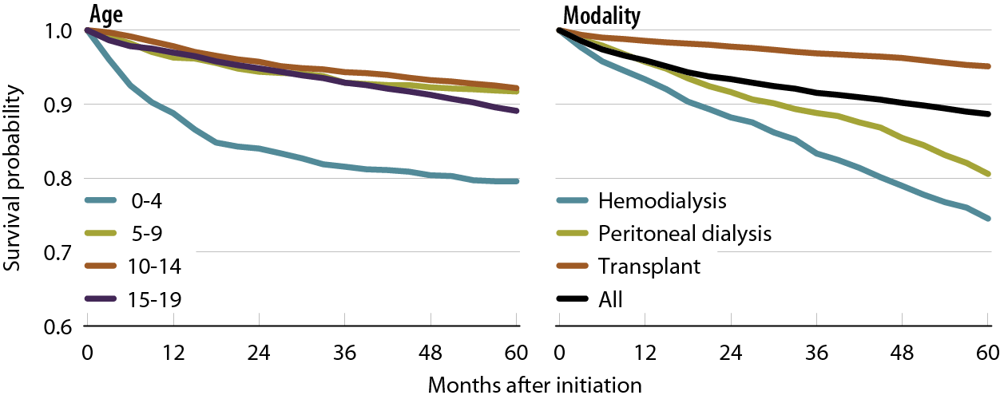 Age
Survival probability
1.0
0.9
0.8
0.7
0.6
0-4
5-9
10-14
15-19
0 12 24 36 48 60
Modality
Hemodialysis
Peritoneal dialysis
Transplant
All
0 12 24 36 48 60
Months after initiation